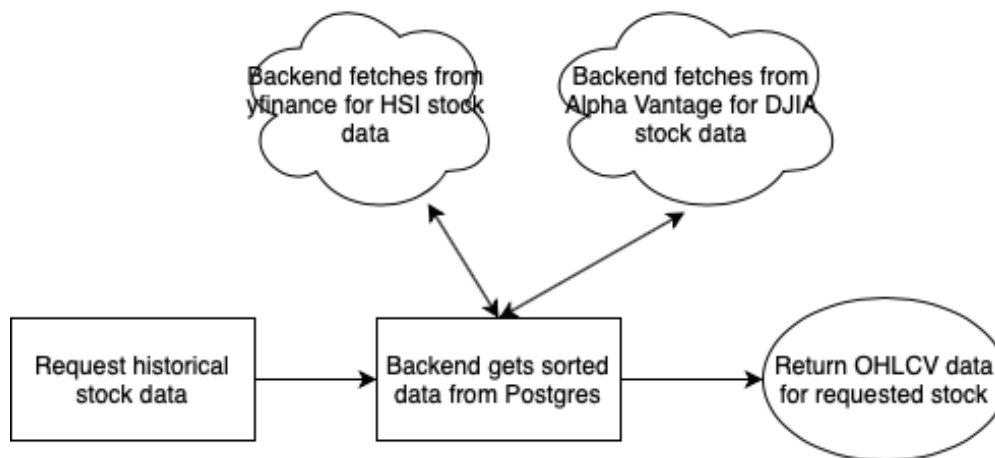 Backend fetches from
yfinance for HSI stock
data
Backend fetches from
Alpha Vantage for DJIA
stock data
Request historical
stock data
Backend gets sorted
data from Postgres
Return OHLCV data
for requested stock